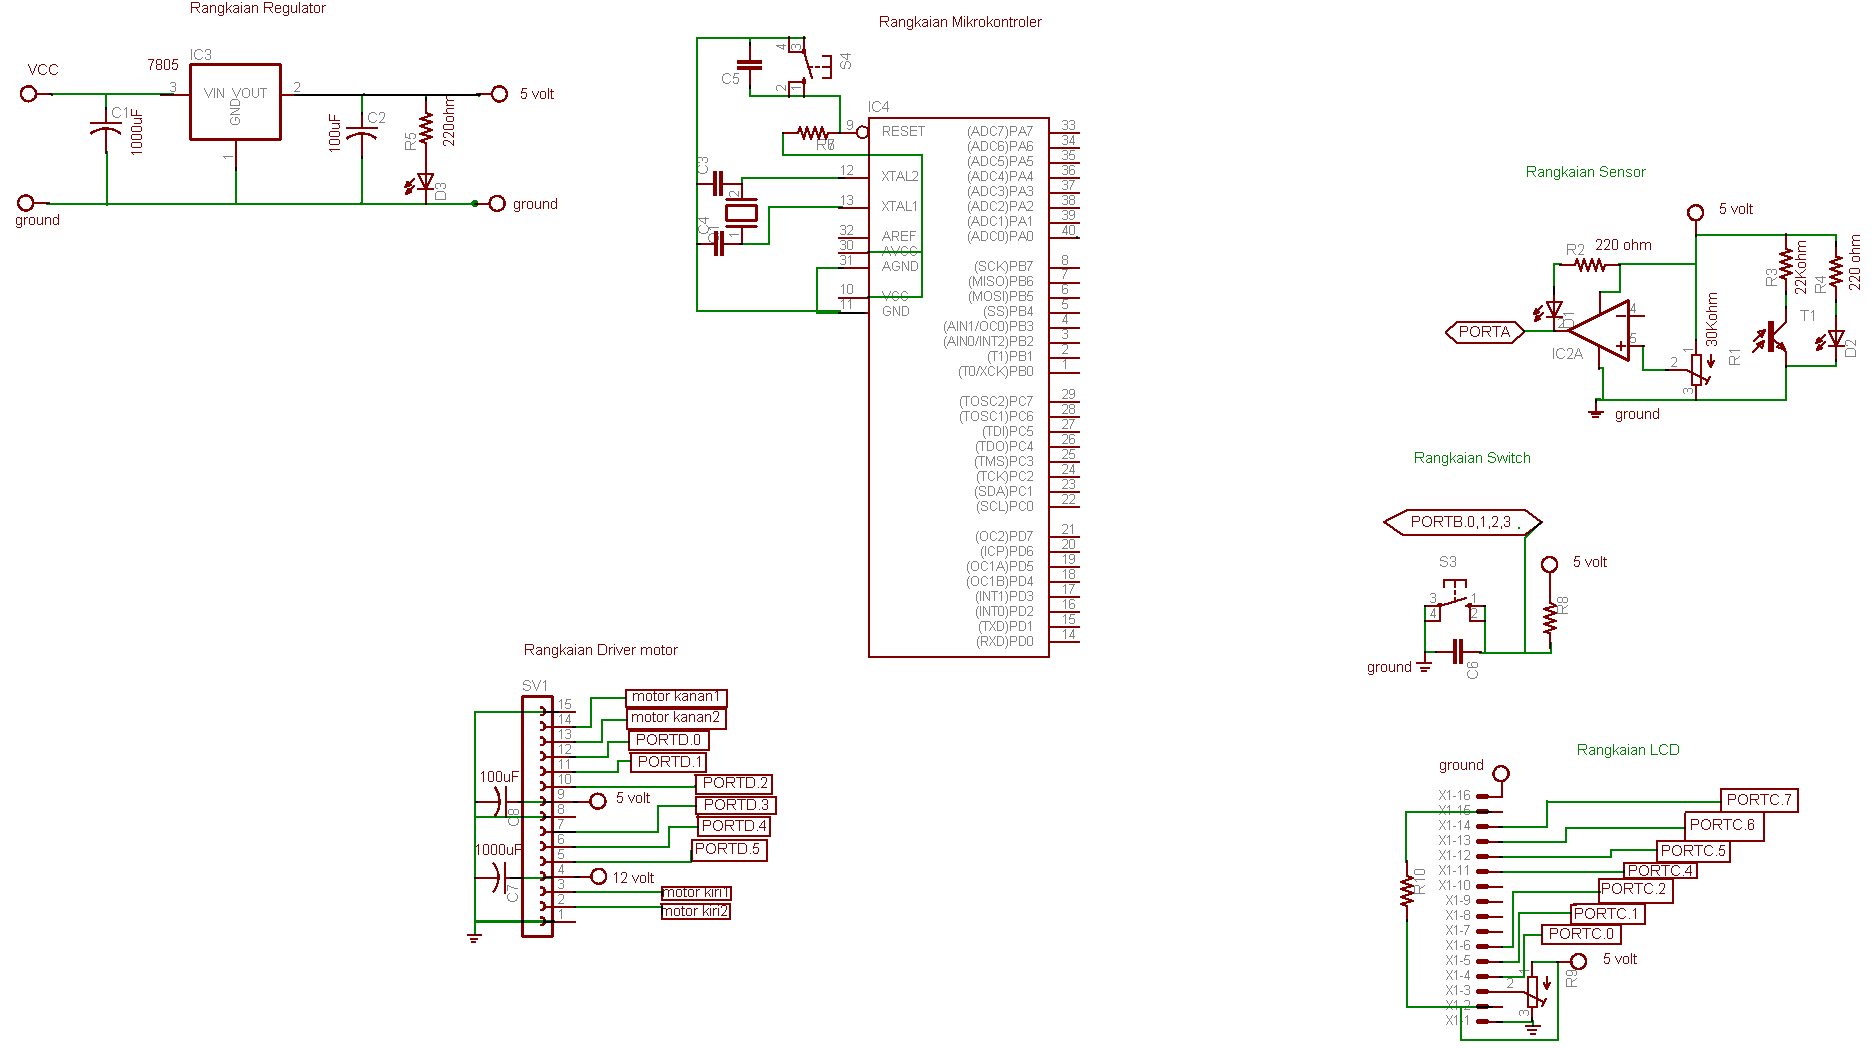 Rangkaian Regulator
VCC
7805
IC3
3
VIN VOUT
GND
2
1
C1
1000uF
100uF
C2
R5
220ohm
D3
5 volt
ground
ground
Rangkaian Mikrokontroler
C5
4
3
2
1
S4
IC4
9
RESET
C3
12
XTAL2
2
13
XTAL1
C4
1
32
AREF
30
AVCC
31
AGND
10
VCC
11
GND
(ADC7)PA7
33
(ADC6)PA6
34
(ADC5)PA5
35
(ADC4)PA4
36
(ADC3)PA3
37
(ADC2)PA2
38
(ADC1)PA1
39
(ADC0)PA0
40
(SCK)PB7
8
(MISO)PB6
7
(MOSI)PB5
6
(SS)PB4
5
(AIN1/OC0)PB3
4
(AIN0/INT2)PB2
3
(T1)PB1
2
(T0/XCK)PB0
1
(TOSC2)PC7
29
(TOSC1)PC6
28
(TDI)PC5
27
(TDO)PC4
26
(TMS)PC3
25
(TCK)PC2
24
(SDA)PC1
23
(SCL)PC0
22
(OC2)PD7
21
(ICP)PD6
20
(OC1A)PD5
19
(OC1B)PD4
18
(INT1)PD3
17
(INT0)PD2
16
(TXD)PD1
15
(RXD)PD0
14
Rangkaian Sensor
5 volt
R2
220 ohm
R3
22Kohm
R4
220 ohm
PORTA
D1
2
4
5
IC2A
30Kohm
1
2
3
R1
T1
D2
ground
Rangkaian Switch
PORTB.0,1,2,3 .
S3
5 volt
3
1
4
2
R8
ground
C6
Rangkaian Driver motor
SV1
15
motor kanan1
14
motor kanan2
13
PORTD.0
12
PORTD.1
11
100uF
10
PORTD.2
9
5 volt
PORTD.3
C8
8
7
PORTD.4
6
1000uF
5
PORTD.5
4
12 volt
C7
3
motor kiri1
2
motor kiri2
1
Rangkaian LCD
ground
X1-16
X1-15
PORTC.7
X1-14
PORTC.6
X1-13
PORTC.5
X1-12
PORTC.4
X1-11
R10
X1-10
PORTC.2
X1-9
PORTC.1
X1-8
X1-7
PORTC.0
X1-6
X1-5
5 volt
X1-4
1
R9
X1-3
2
X1-2
3
X1-1